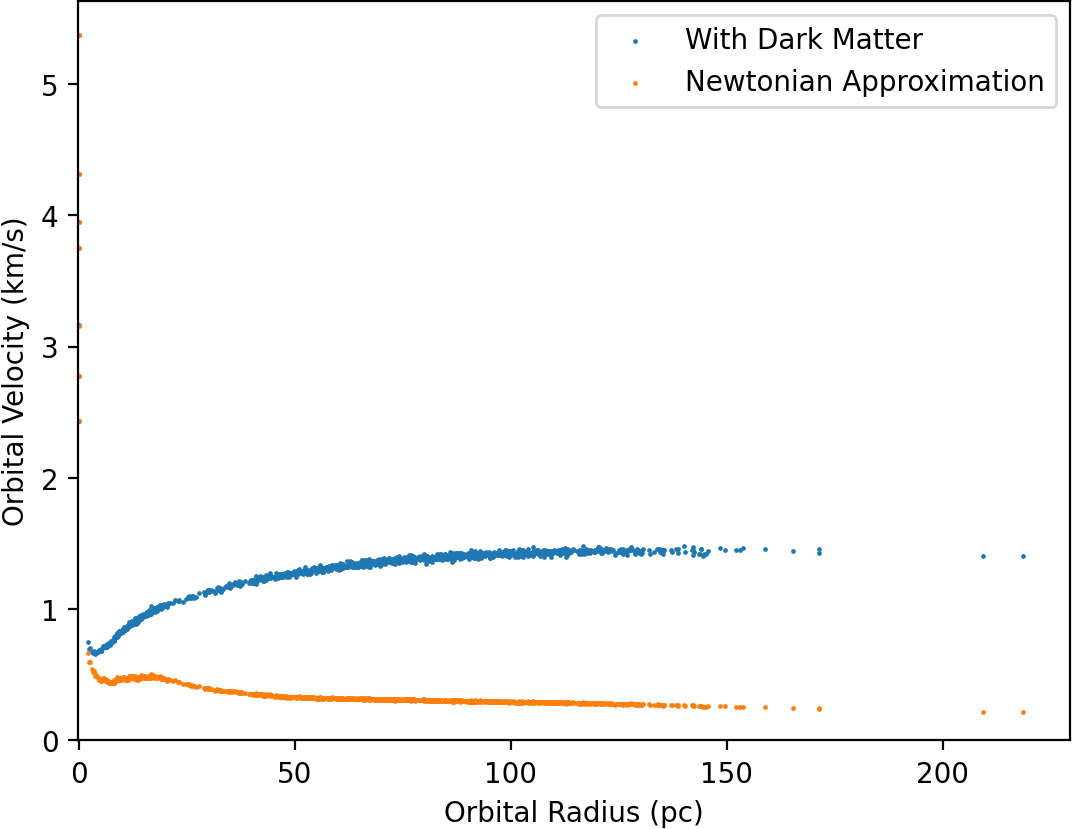 With Dark Matter
Newtonian Approximation
5
4
3
2
1
0
Orbital Velocity (km/s)
0 50 100 150 200
Orbital Radius (pc)